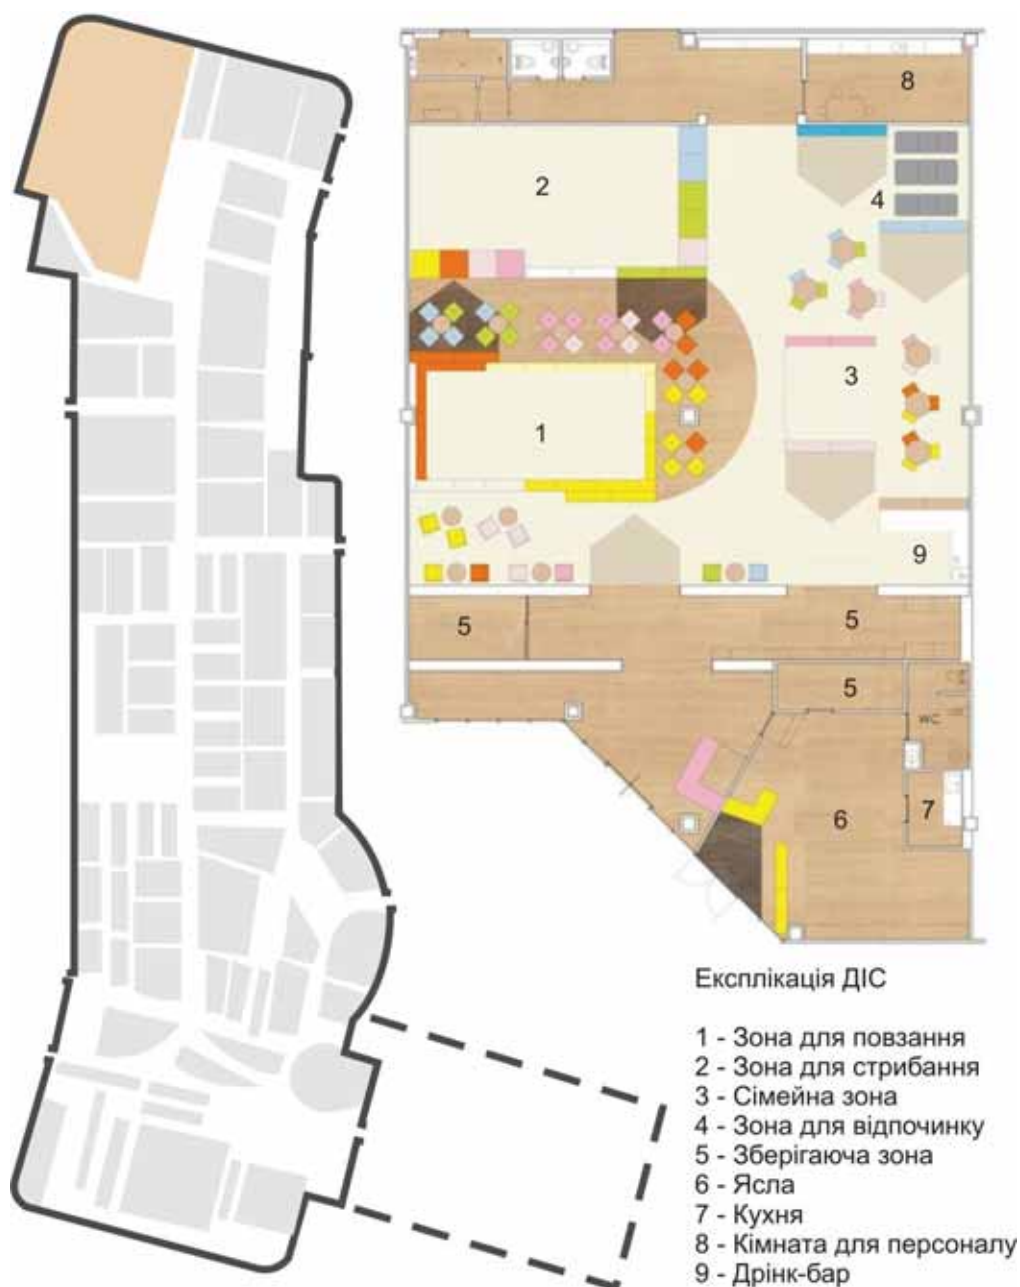 8
2
4
3
1
9
5
5
5
WC
6
7
Експлікація ДІС
1 - Зона для повзання
2 - Зона для стрибання
3 - Сімейна зона
4 - Зона для відпочинку
5 - Зберігаюча зона
6 - Ясла
7 - Кухня
8 - Кімната для персоналу
9 - Дрінк-бар